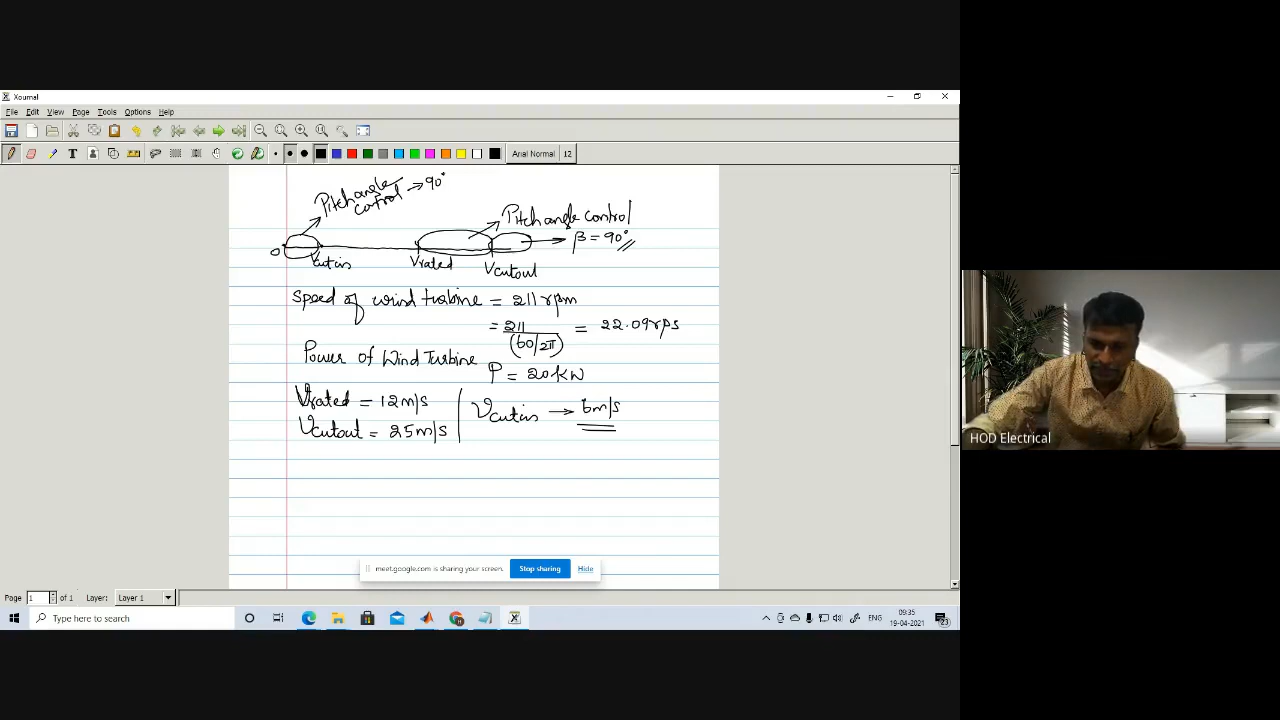 Xournal
File Edit View Page Tools Options Help
Arial Normal 12
Pitch angle control → 90°
Pitch angle control
β = 90°
0
Vcutin
Vrated
Vcutout
Speed of wind turbine = 211 rpm
= 211/(60/2π) = 22.09 rps
Power of Wind Turbine
P = 20 kW
Vrated = 12 m/s
Vcutin → 6 m/s
Vcutout = 25 m/s
HOD Electrical
meet.google.com is sharing your screen. Stop sharing Hide
Page 1 of 1 Layer: Layer 1
Type here to search
ENG
09:35
19-04-2021
23